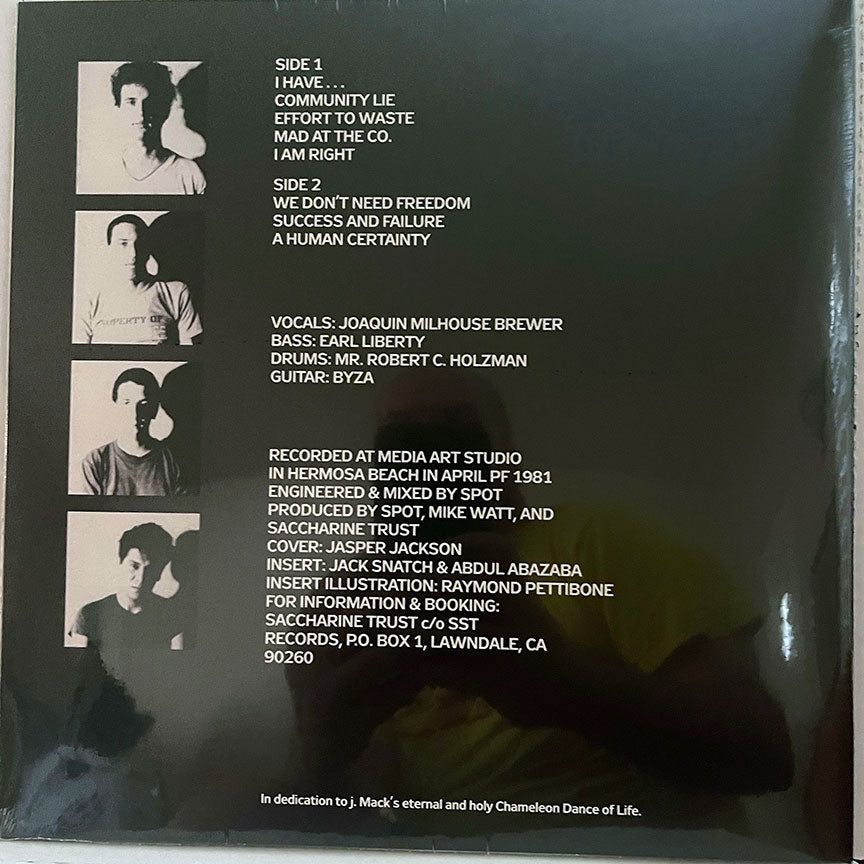 SIDE 1
I HAVE . . .
COMMUNITY LIE
EFFORT TO WASTE
MAD AT THE CO.
I AM RIGHT
SIDE 2
WE DON'T NEED FREEDOM
SUCCESS AND FAILURE
A HUMAN CERTAINTY
PROPERTY OF
VOCALS: JOAQUIN MILHOUSE BREWER
BASS: EARL LIBERTY
DRUMS: MR. ROBERT C. HOLZMAN
GUITAR: BYZA
RECORDED AT MEDIA ART STUDIO
IN HERMOSA BEACH IN APRIL PF 1981
ENGINEERED & MIXED BY SPOT
PRODUCED BY SPOT, MIKE WATT, AND
SACCHARINE TRUST
COVER: JASPER JACKSON
INSERT: JACK SNATCH & ABDUL ABAZABA
INSERT ILLUSTRATION: RAYMOND PETTIBONE
FOR INFORMATION & BOOKING:
SACCHARINE TRUST c/o SST
RECORDS, P.O. BOX 1, LAWNDALE, CA
90260
In dedication to j. Mack's eternal and holy Chameleon Dance of Life.